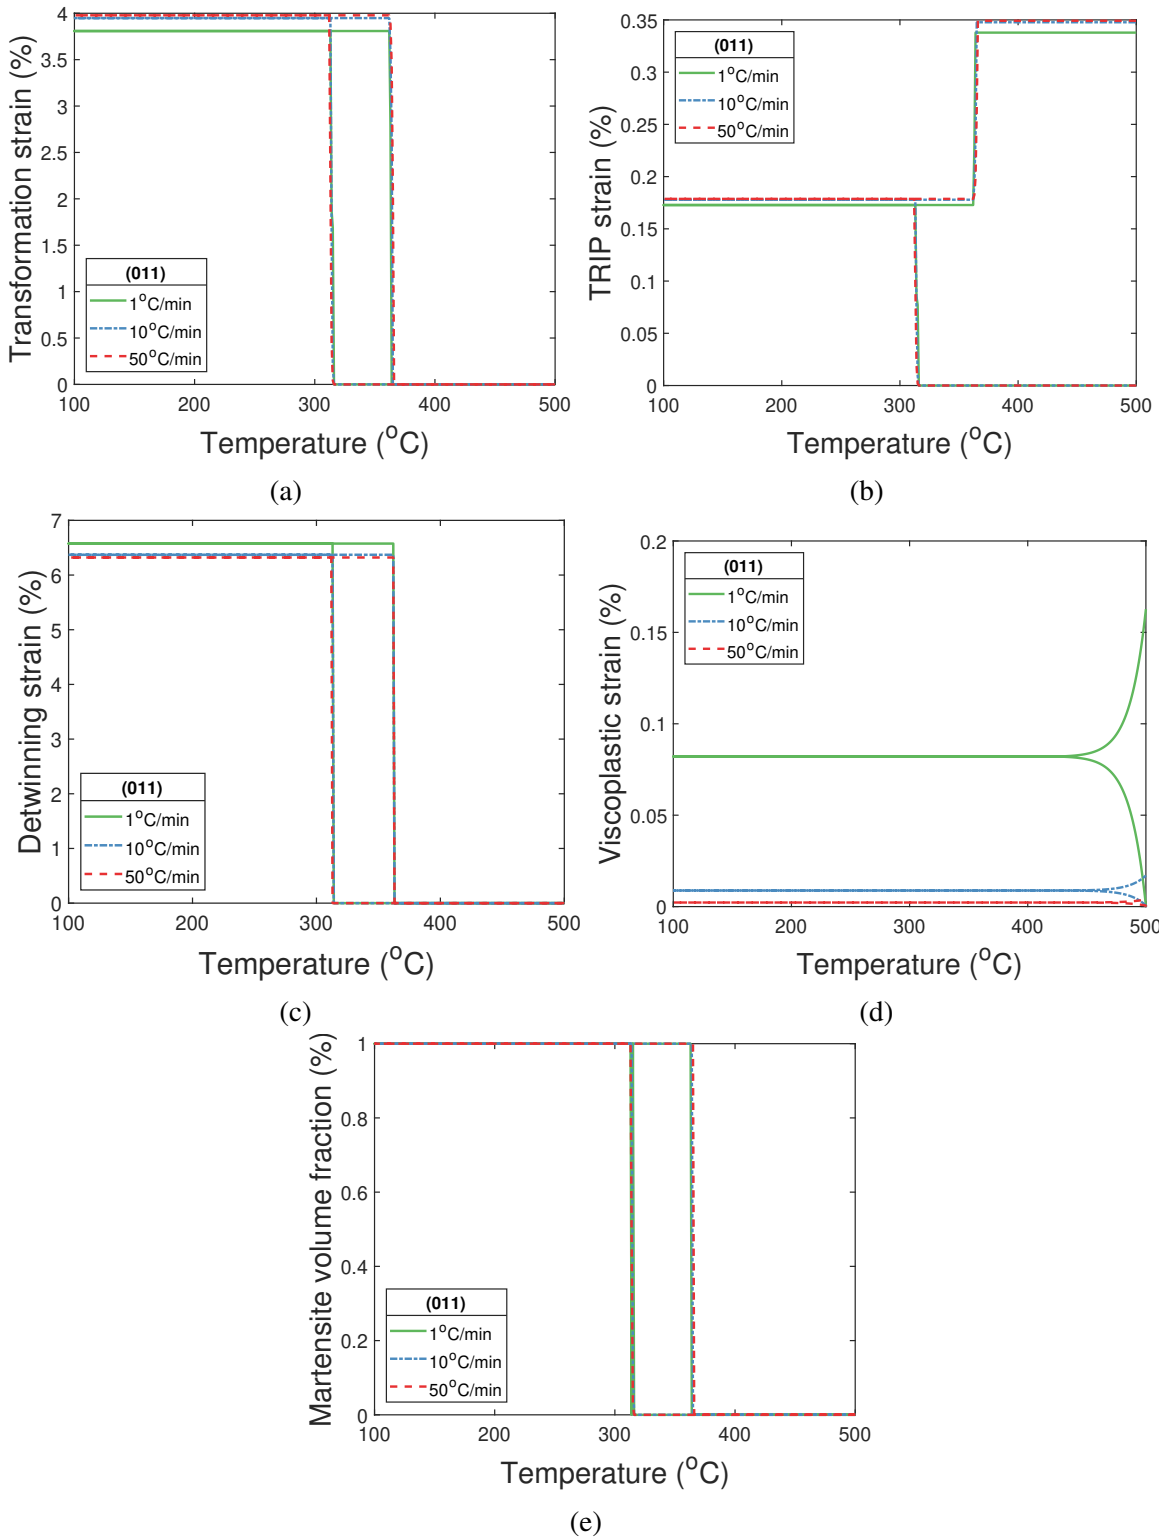 Transformation strain (%)
4
3.5
3
2.5
2
1.5
1
0.5
0
(011)
1°C/min
10°C/min
50°C/min
100 200 300 400 500
Temperature (°C)
(a)
TRIP strain (%)
0.35
0.3
0.25
0.2
0.15
0.1
0.05
0
(011)
1°C/min
10°C/min
50°C/min
100 200 300 400 500
Temperature (°C)
(b)
Detwinning strain (%)
7
6
5
4
3
2
1
0
(011)
1°C/min
10°C/min
50°C/min
100 200 300 400 500
Temperature (°C)
(c)
Viscoplastic strain (%)
0.2
0.15
0.1
0.05
0
(011)
1°C/min
10°C/min
50°C/min
100 200 300 400 500
Temperature (°C)
(d)
Martensite volume fraction (%)
1
0.8
0.6
0.4
0.2
0
(011)
1°C/min
10°C/min
50°C/min
100 200 300 400 500
Temperature (°C)
(e)